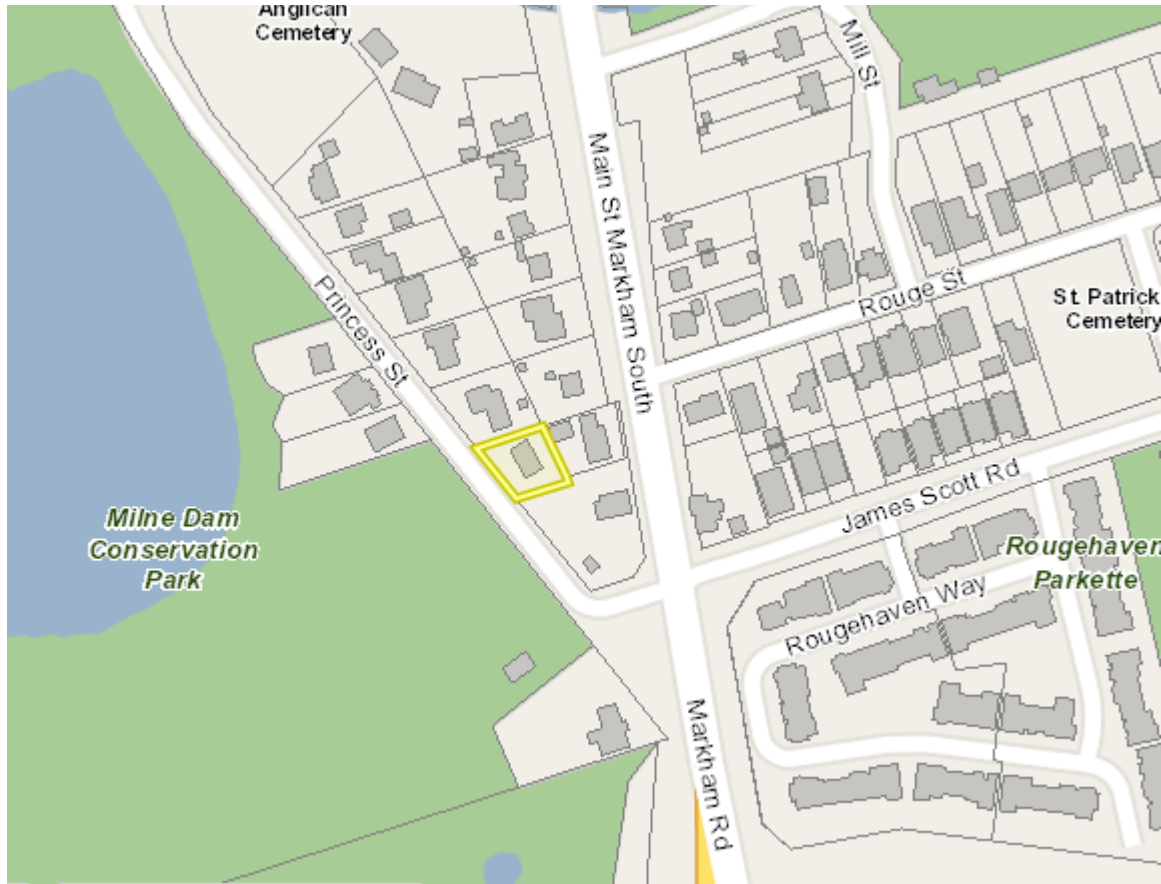 Anglican
Cemetery
Mill St
Main St Markham South
Rouge St
St. Patrick
Cemetery
Princess St
James Scott Rd
Milne Dam
Conservation
Park
Rougehaven
Parkette
Rougehaven Way
Markham Rd